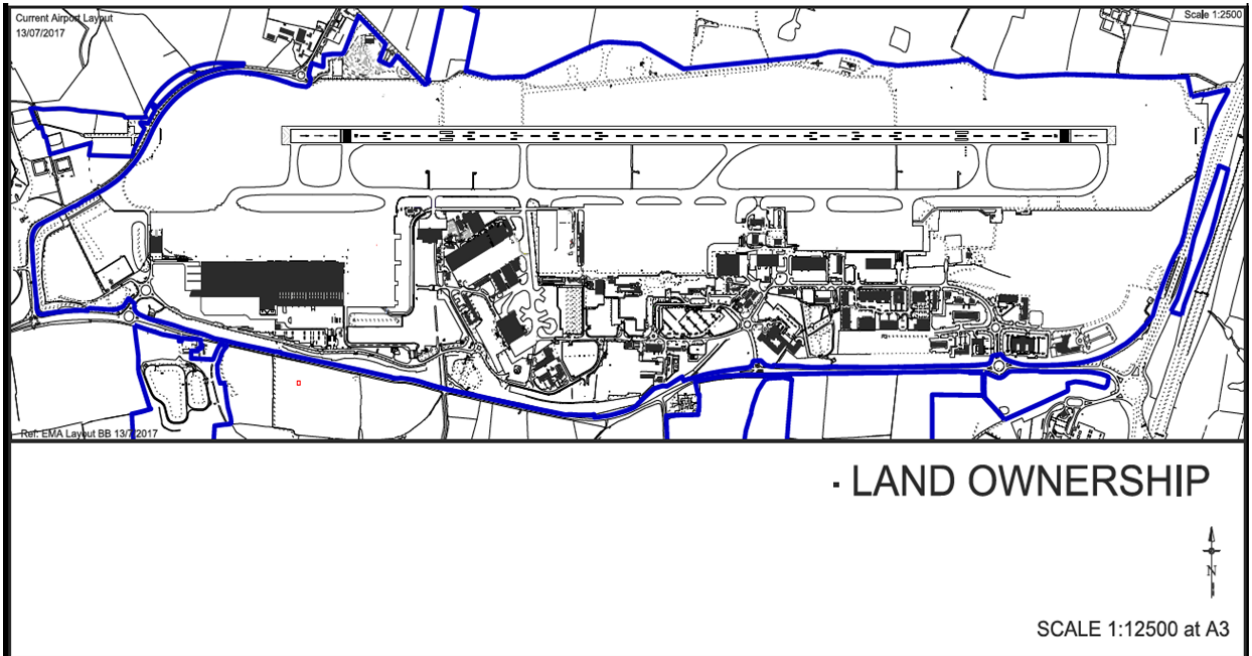 Current Airport Layout
13/07/2017
Scale 1:2500
Ref: EMA Layout BB 13/7/2017
- LAND OWNERSHIP
N
SCALE 1:12500 at A3